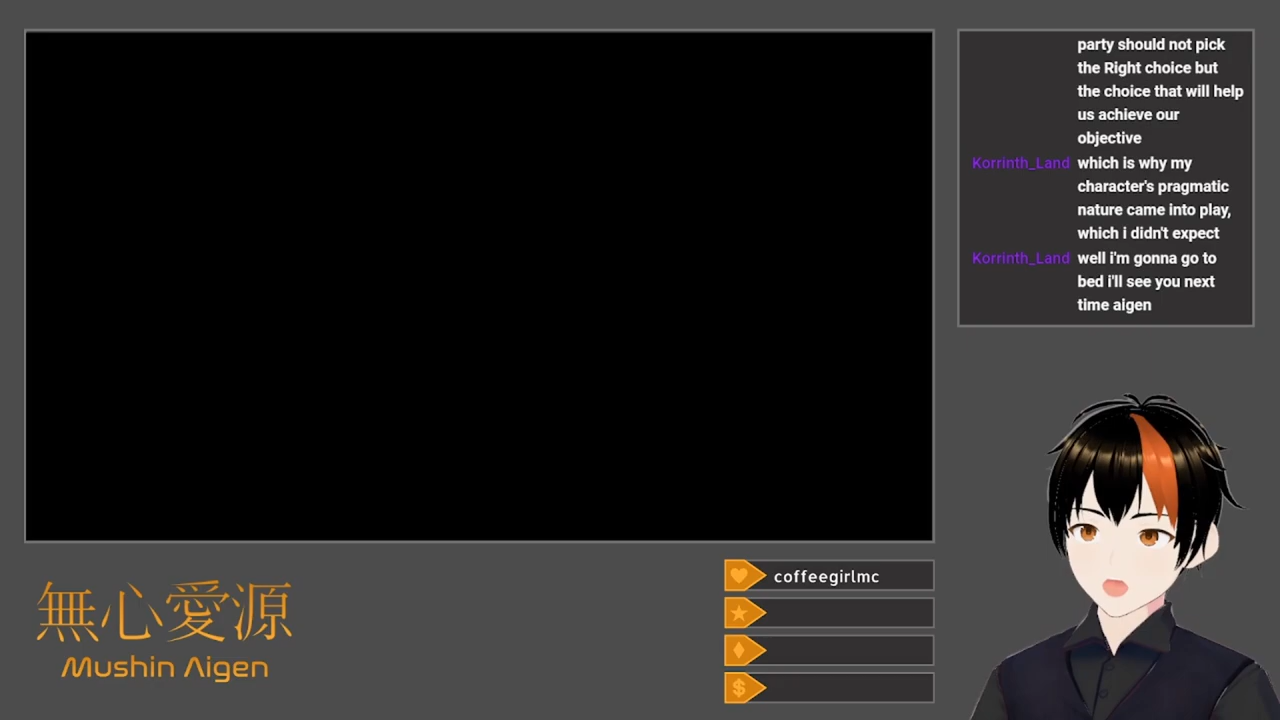 party should not pick
the Right choice but
the choice that will help
us achieve our
objective
Korrinth_Land which is why my
character's pragmatic
nature came into play,
which i didn't expect
Korrinth_Land well i'm gonna go to
bed i'll see you next
time aigen
coffeegirlmc
無心愛源
Mushin Aigen
$